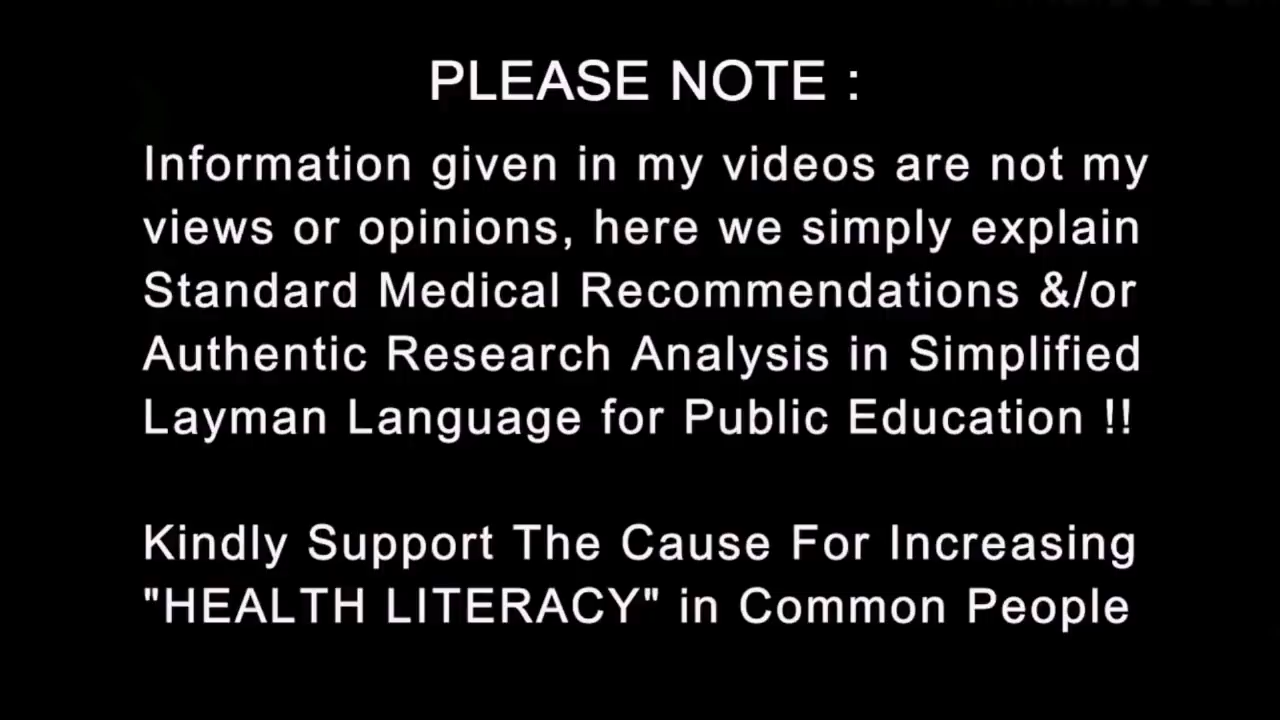 PLEASE NOTE :
Information given in my videos are not my
views or opinions, here we simply explain
Standard Medical Recommendations &/or
Authentic Research Analysis in Simplified
Layman Language for Public Education !!
Kindly Support The Cause For Increasing
"HEALTH LITERACY" in Common People